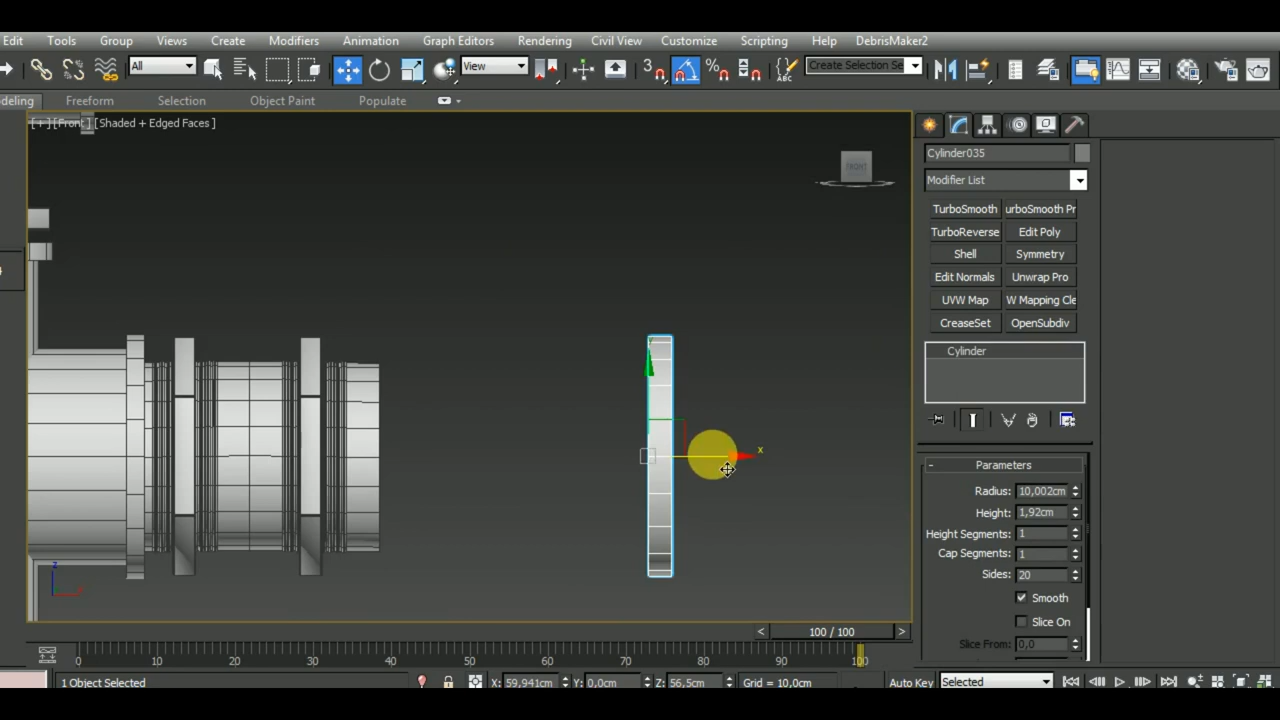 Edit Tools Group Views Create Modifiers Animation Graph Editors Rendering Civil View Customize Scripting Help DebrisMaker2
All View 3 % ABC Create Selection Se
deling Freeform Selection Object Paint Populate
[+][Front][Shaded + Edged Faces]
FRONT
Cylinder035
Modifier List
TurboSmooth urboSmooth Pr
TurboReverse Edit Poly
Shell Symmetry
Edit Normals Unwrap Pro
UVW Map W Mapping Cle
CreaseSet OpenSubdiv
Cylinder
x
z
- Parameters
Radius: 10,002cm
Height: 1,92cm
Height Segments: 1
Cap Segments: 1
Sides: 20
Smooth
Slice On
Slice From: 0,0
< 100 / 100 >
0 10 20 30 40 50 60 70 80 90 100
1 Object Selected X: 59,941cm Y: 0,0cm Z: 56,5cm Grid = 10,0cm Auto Key Selected